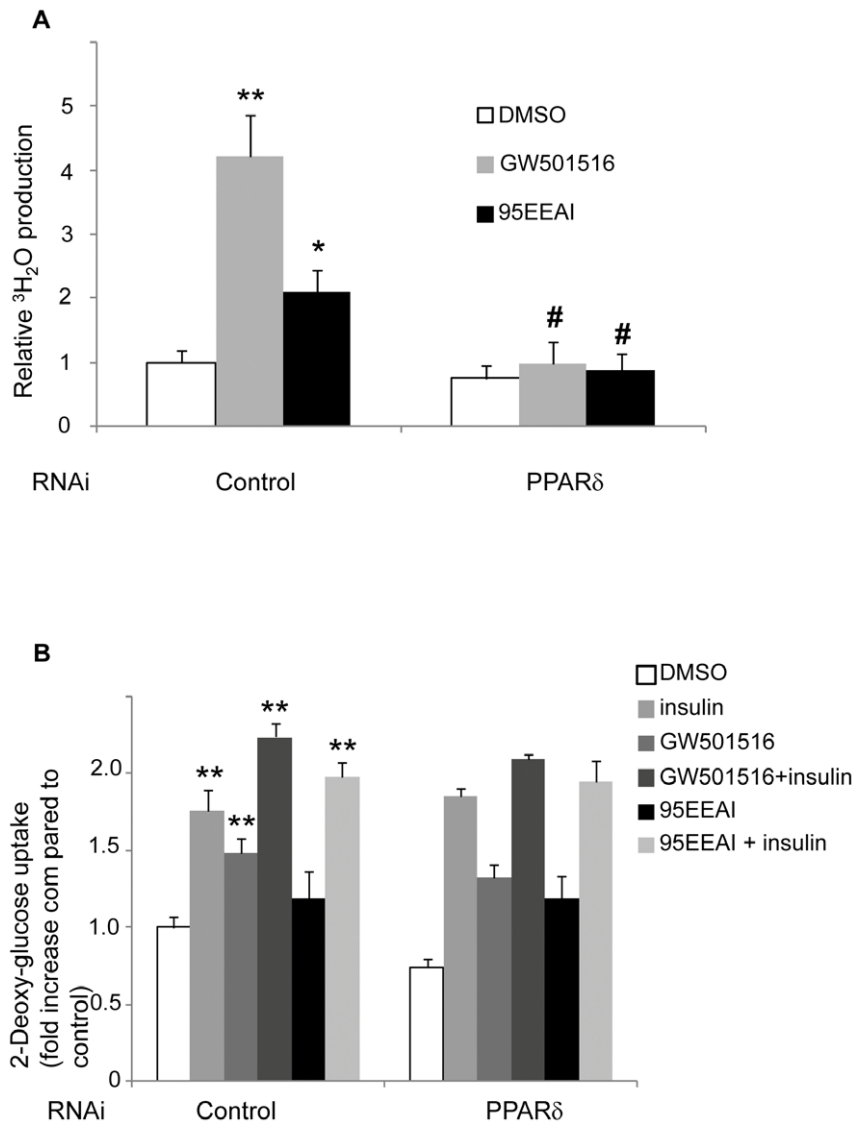 A
Relative ³H₂O production
5
4
3
2
1
0
**
*
#
#
DMSO
GW501516
95EEAI
RNAi Control PPARδ
B
2-Deoxy-glucose uptake
(fold increase com pared to
control)
2.0
1.5
1.0
0.5
0
**
**
**
**
DMSO
insulin
GW501516
GW501516+insulin
95EEAI
95EEAI + insulin
RNAi Control PPARδ